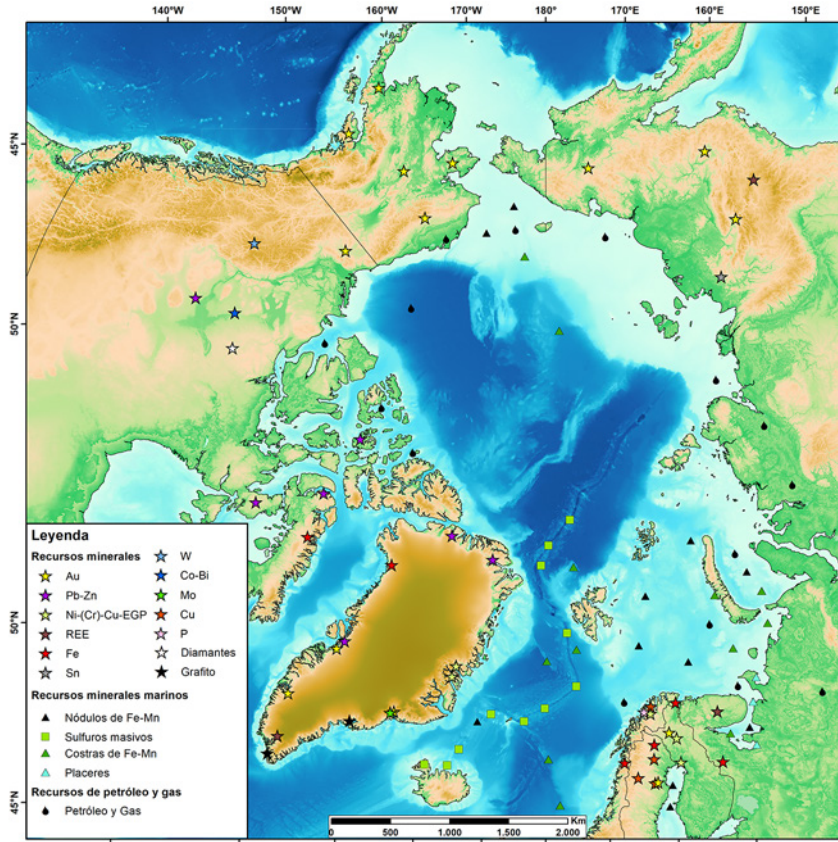 140°W 150°W 160°W 170°W 180° 170°E 160°E 150°E
45°N
45°N
50°N
50°N
50°N
50°N
45°N
45°N
Leyenda
Recursos minerales
Au
Pb-Zn
Ni-(Cr)-Cu-EGP
REE
Fe
Sn
W
Co-Bi
Mo
Cu
P
Diamantes
Grafito
Recursos minerales marinos
Nódulos de Fe-Mn
Sulfuros masivos
Costras de Fe-Mn
Placeres
Recursos de petróleo y gas
Petróleo y Gas
Km
0 500 1.000 1.500 2.000